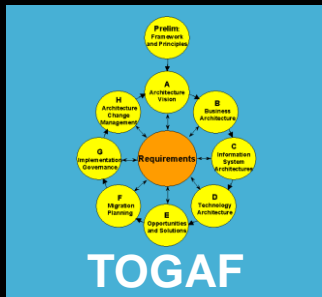 Prelim:
Framework
and Principles
A
Architecture
Vision
H
Architecture
Change
Management
B
Business
Architecture
G
Implementation
Governance
Requirements
C
Information
System
Architectures
F
Migration
Planning
D
Technology
Architecture
E
Opportunities
and Solutions
TOGAF